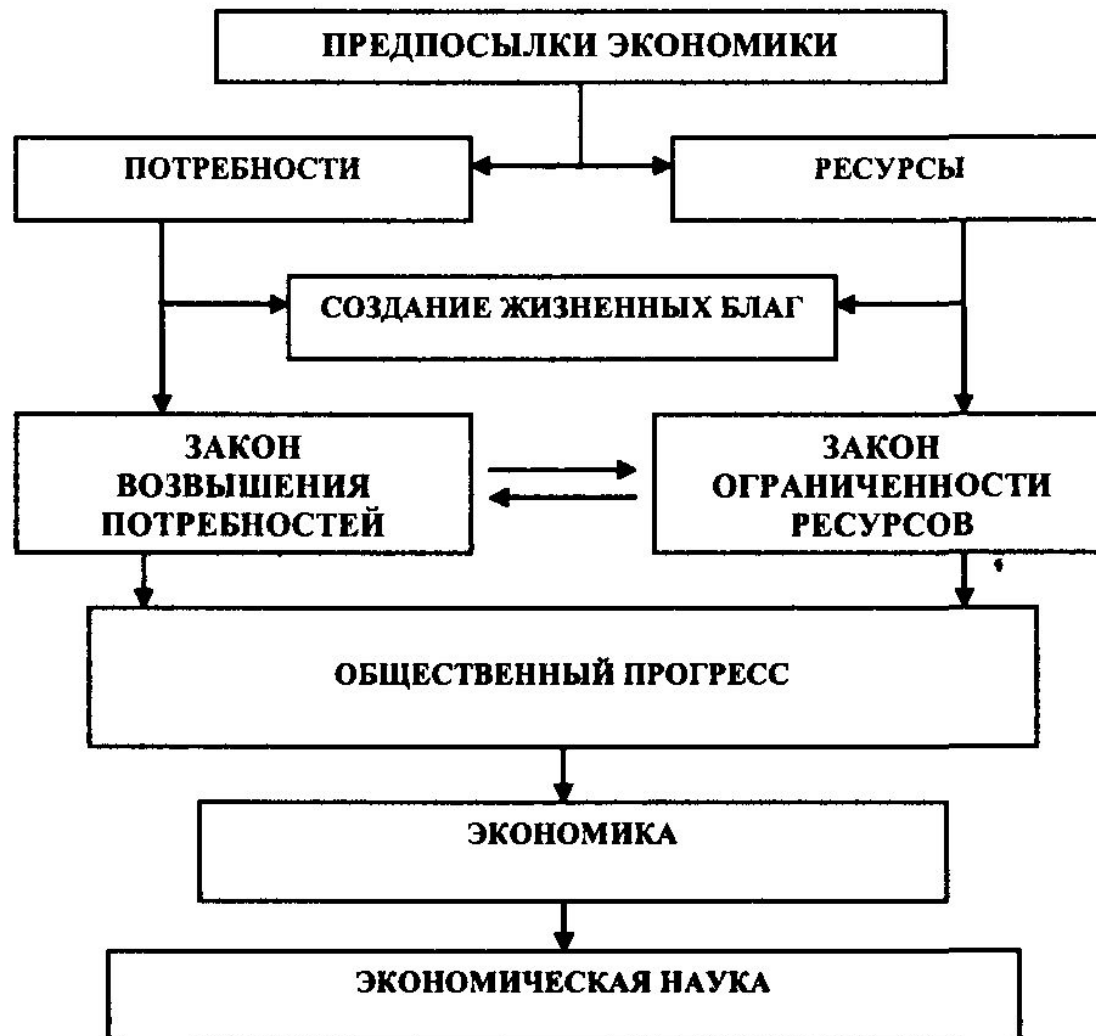 ПРЕДПОСЫЛКИ ЭКОНОМИКИ
ПОТРЕБНОСТИ
РЕСУРСЫ
СОЗДАНИЕ ЖИЗНЕННЫХ БЛАГ
ЗАКОН
ВОЗВЫШЕНИЯ
ПОТРЕБНОСТЕЙ
ЗАКОН
ОГРАНИЧЕННОСТИ
РЕСУРСОВ
ОБЩЕСТВЕННЫЙ ПРОГРЕСС
ЭКОНОМИКА
ЭКОНОМИЧЕСКАЯ НАУКА